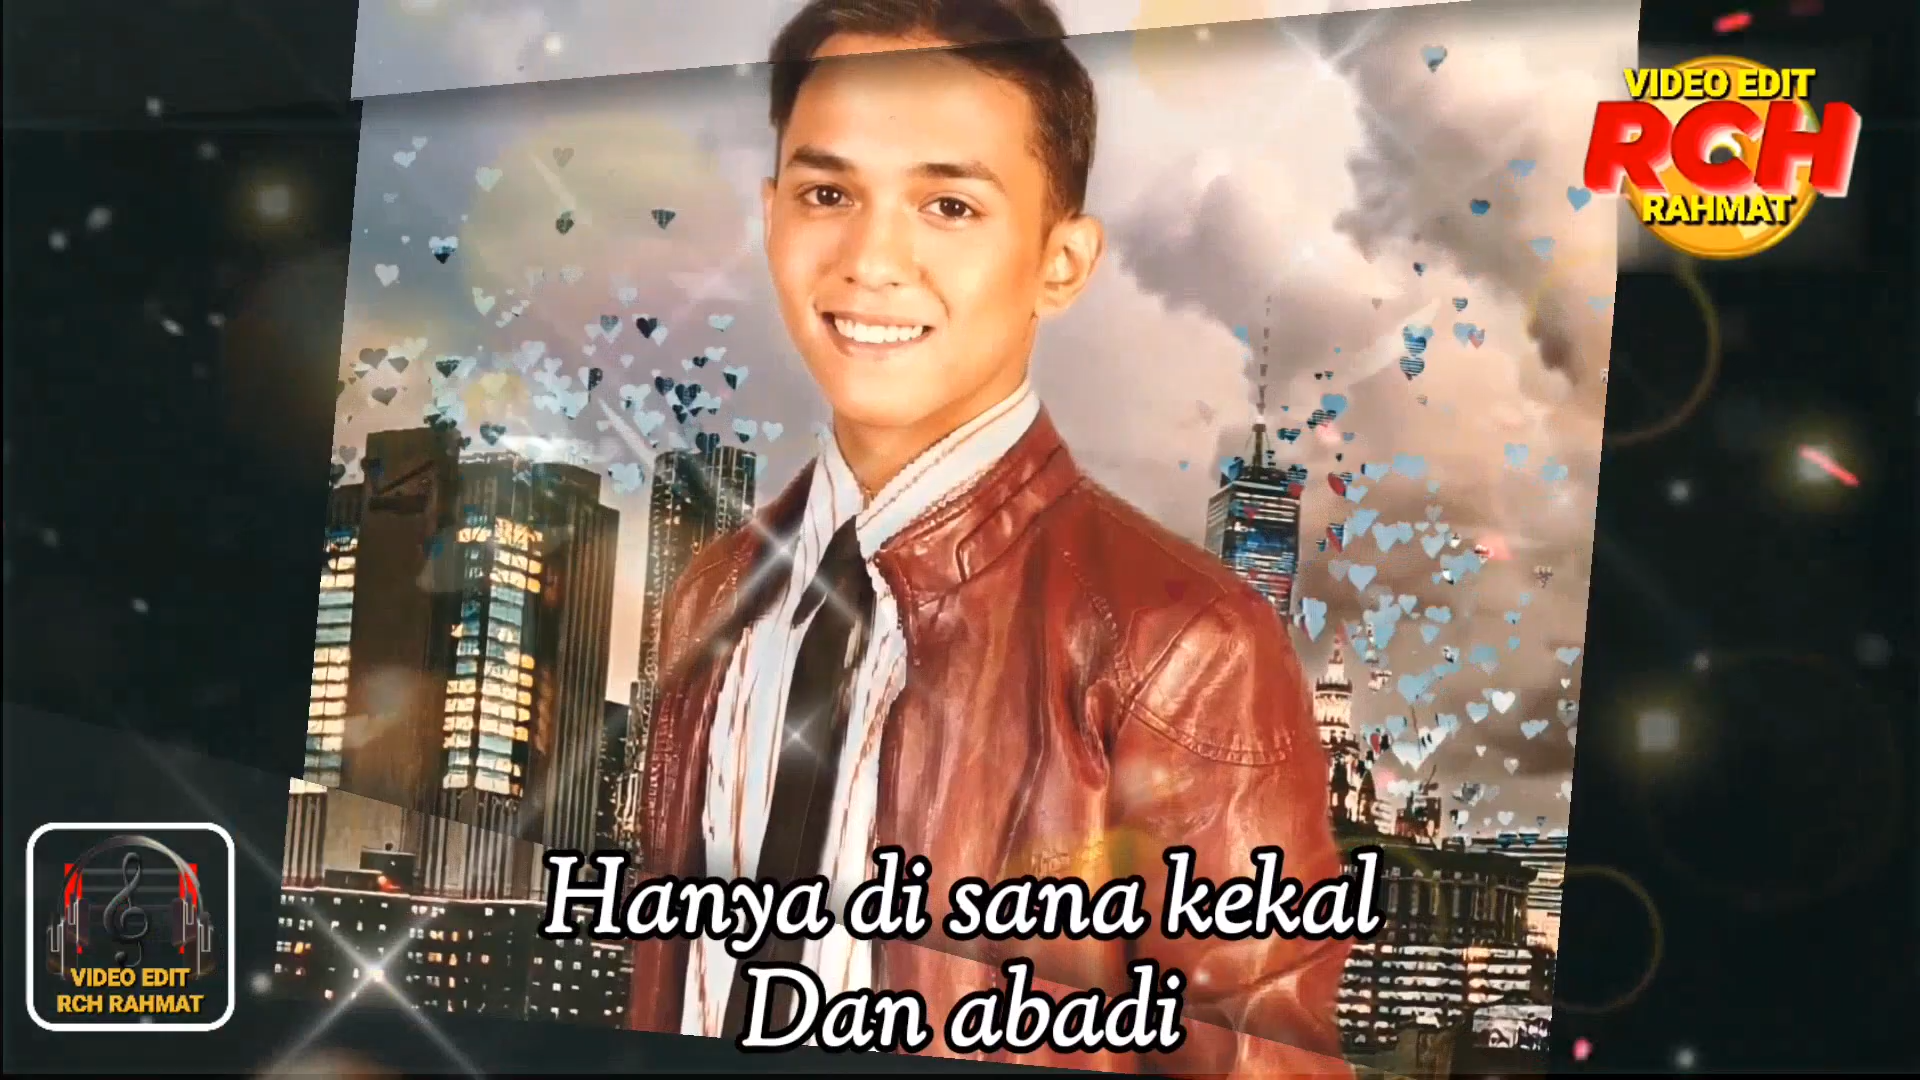 VIDEO EDIT
RCH
RAHMAT
Hanya di sana kekal
Dan abadi
VIDEO EDIT
RCH RAHMAT